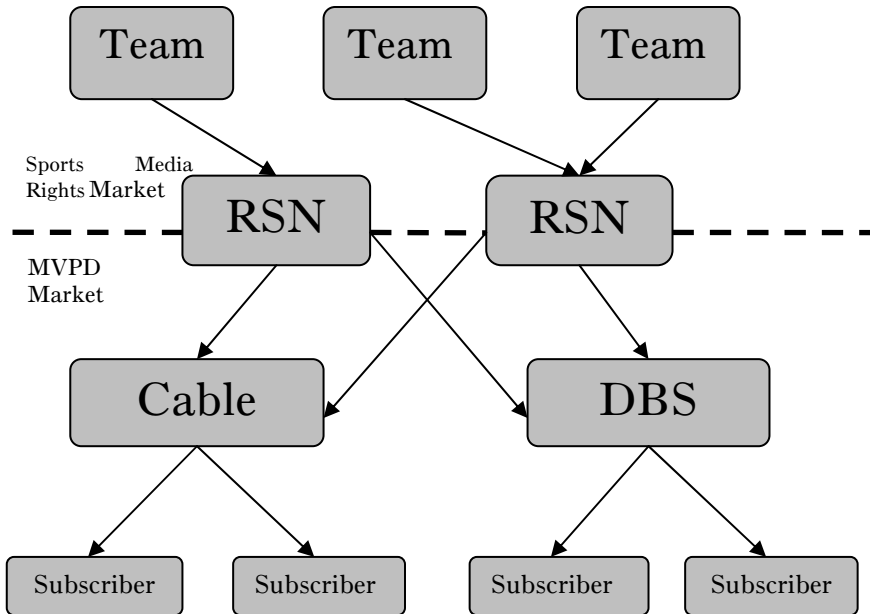 Team Team Team
Sports Media
Rights Market
RSN RSN
MVPD
Market
Cable DBS
Subscriber Subscriber Subscriber Subscriber